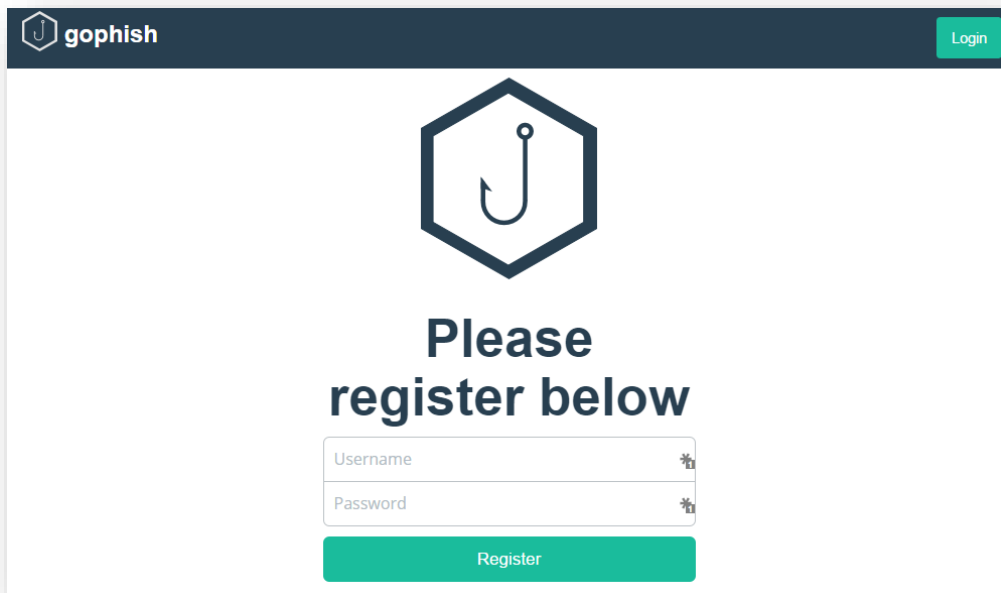 gophish
Login
Please
register below
Username
Password
Register